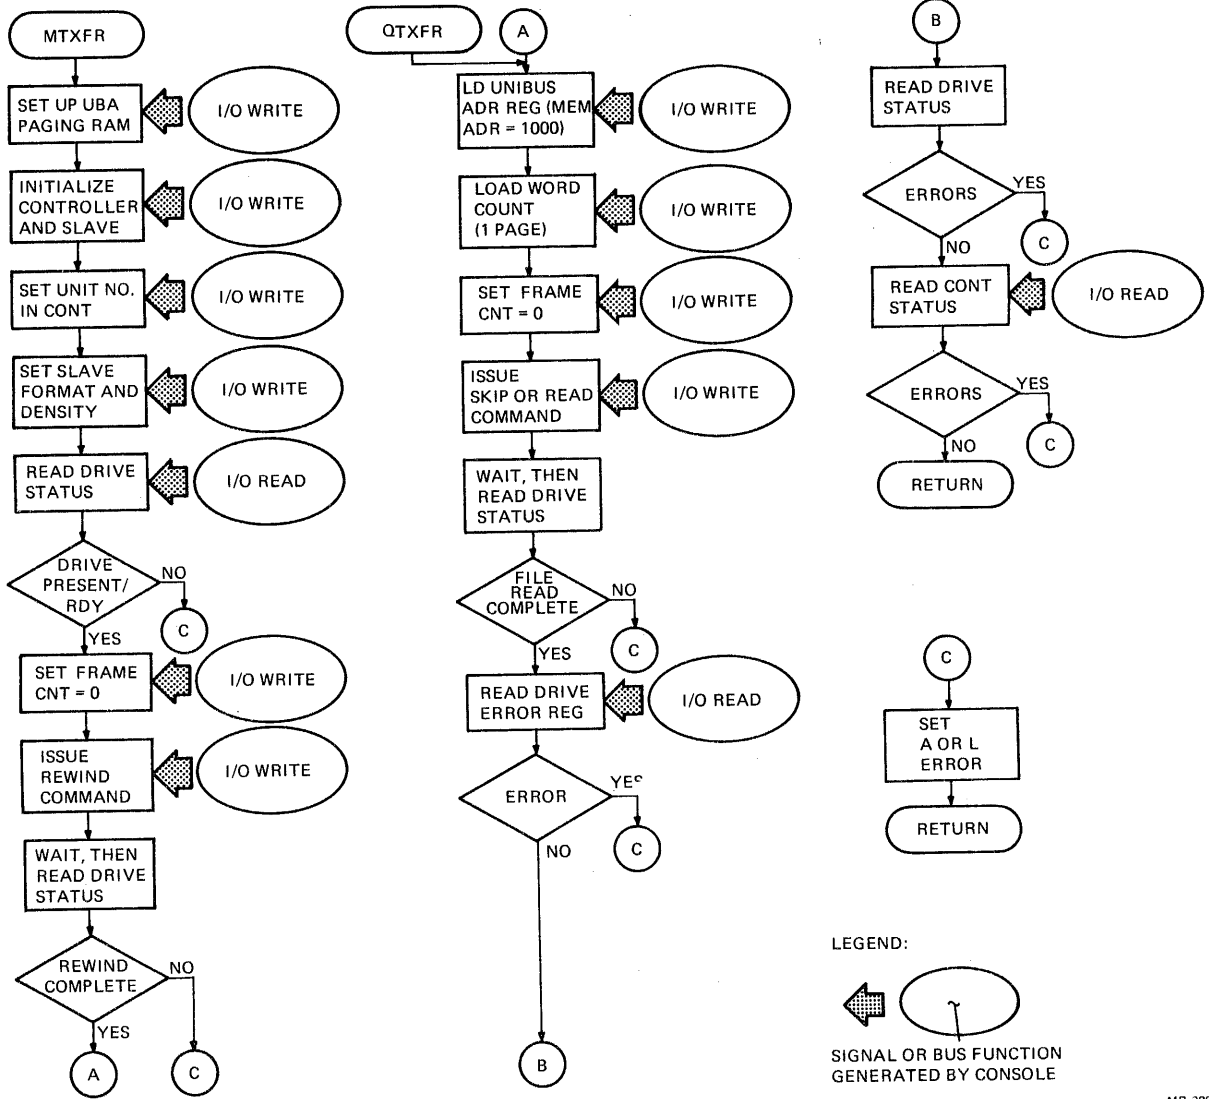 MTXFR
SET UP UBA
PAGING RAM
I/O WRITE
INITIALIZE
CONTROLLER
AND SLAVE
I/O WRITE
SET UNIT NO.
IN CONT
I/O WRITE
SET SLAVE
FORMAT AND
DENSITY
I/O WRITE
READ DRIVE
STATUS
I/O READ
DRIVE
PRESENT/
RDY
NO
C
YES
SET FRAME
CNT = 0
I/O WRITE
ISSUE
REWIND
COMMAND
I/O WRITE
WAIT, THEN
READ DRIVE
STATUS
REWIND
COMPLETE
NO
YES
A
C
QTXFR
A
LD UNIBUS
ADR REG (MEM
ADR = 1000)
I/O WRITE
LOAD WORD
COUNT
(1 PAGE)
I/O WRITE
SET FRAME
CNT = 0
I/O WRITE
ISSUE
SKIP OR READ
COMMAND
I/O WRITE
WAIT, THEN
READ DRIVE
STATUS
FILE
READ
COMPLETE
NO
C
YES
READ DRIVE
ERROR REG
I/O READ
ERROR
YES
C
NO
B
B
READ DRIVE
STATUS
ERRORS
YES
C
NO
READ CONT
STATUS
I/O READ
ERRORS
YES
C
NO
RETURN
C
SET
A OR L
ERROR
RETURN
LEGEND:
SIGNAL OR BUS FUNCTION
GENERATED BY CONSOLE